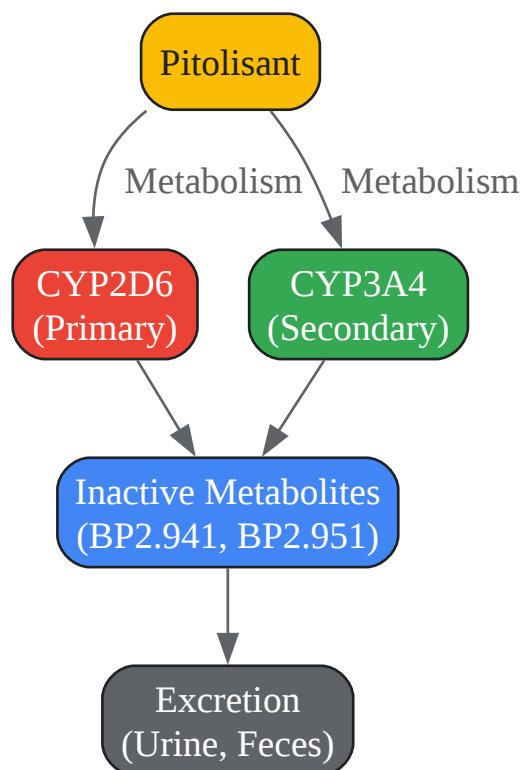 Pitolisant
Metabolism
Metabolism
CYP2D6
(Primary)
CYP3A4
(Secondary)
Inactive Metabolites
(BP2.941, BP2.951)
Excretion
(Urine, Feces)